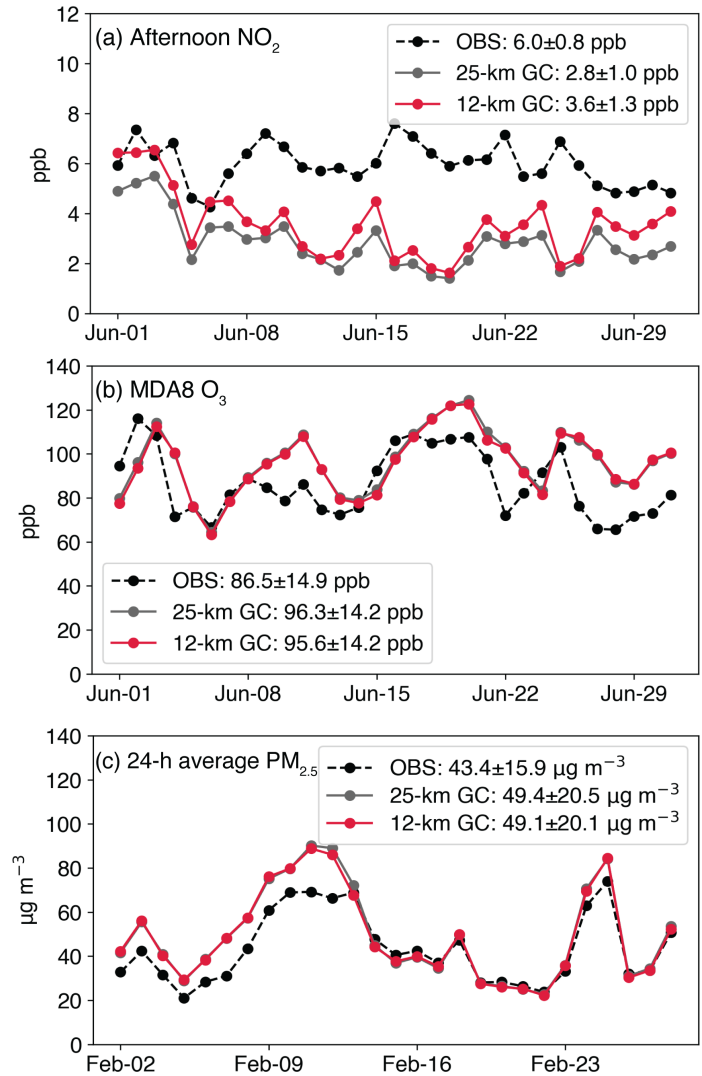 (a) Afternoon NO₂
OBS: 6.0±0.8 ppb
25-km GC: 2.8±1.0 ppb
12-km GC: 3.6±1.3 ppb
12
10
8
6
4
2
0
ppb
Jun-01 Jun-08 Jun-15 Jun-22 Jun-29
(b) MDA8 O₃
140
120
100
80
60
40
20
0
ppb
OBS: 86.5±14.9 ppb
25-km GC: 96.3±14.2 ppb
12-km GC: 95.6±14.2 ppb
Jun-01 Jun-08 Jun-15 Jun-22 Jun-29
(c) 24-h average PM₂.₅
OBS: 43.4±15.9 μg m⁻³
25-km GC: 49.4±20.5 μg m⁻³
12-km GC: 49.1±20.1 μg m⁻³
140
120
100
80
60
40
20
0
μg m⁻³
Feb-02 Feb-09 Feb-16 Feb-23